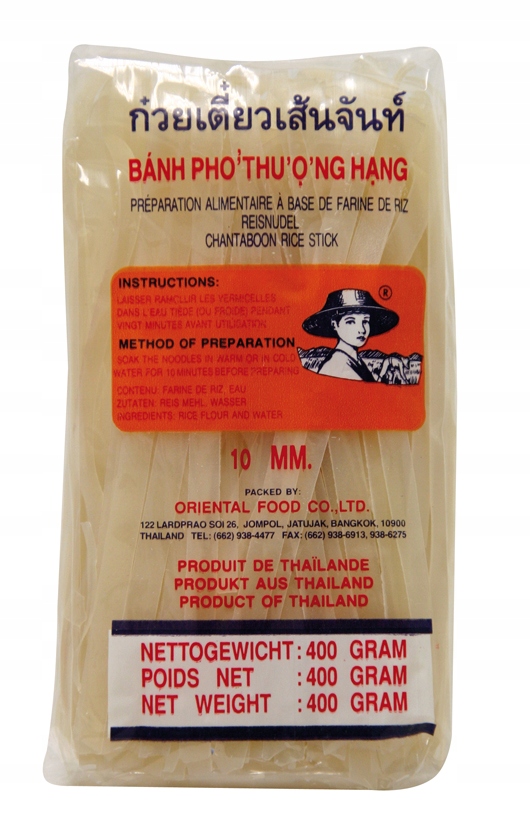 ก๋วยเตี๋ยวเส้นจันท์
BÁNH PHO'THU'Ọ'NG HẠNG
PRÉPARATION ALIMENTAIRE À BASE DE FARINE DE RIZ
REISNUDEL
CHANTABOON RICE STICK
INSTRUCTIONS:
LAISSER RAMOLLIR LES VERMICELLES
DANS L'EAU TIÈDE (OU FROIDE) PENDANT
VINGT MINUTES AVANT UTILISATION
®
METHOD OF PREPARATION
SOAK THE NOODLES IN WARM OR IN COLD
WATER FOR 10 MINUTES BEFORE PREPARING
CONTENU: FARINE DE RIZ, EAU
ZUTATEN: REIS MEHL, WASSER
INGREDIENTS: RICE FLOUR AND WATER
10 MM.
PACKED BY:
ORIENTAL FOOD CO.,LTD.
122 LARDPRAO SOI 26, JOMPOL, JATUJAK, BANGKOK, 10900
THAILAND TEL: (662) 938-4477 FAX: (662) 938-6913, 938-6275
PRODUIT DE THAÏLANDE
PRODUKT AUS THAILAND
PRODUCT OF THAILAND
NETTOGEWICHT : 400 GRAM
POIDS NET : 400 GRAM
NET WEIGHT : 400 GRAM